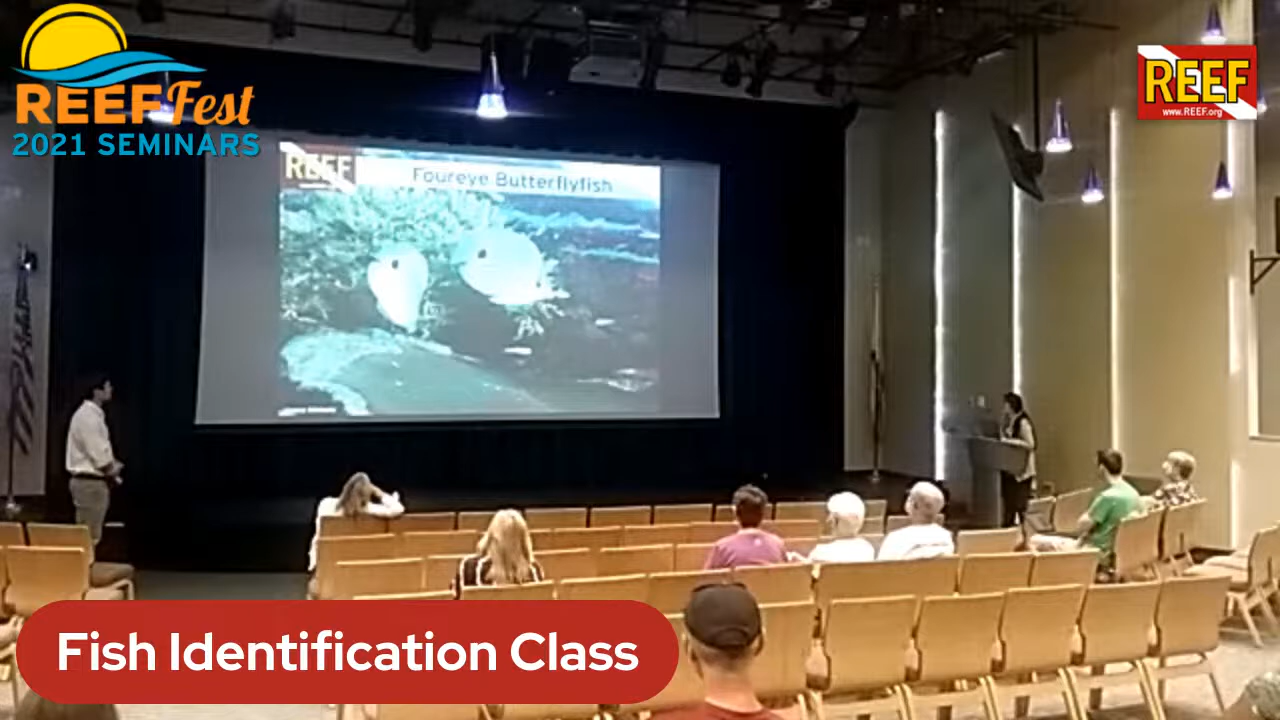 REEF Fest
2021 SEMINARS
REEF
www.REEF.org
REEF
Foureye Butterflyfish
Fish Identification Class